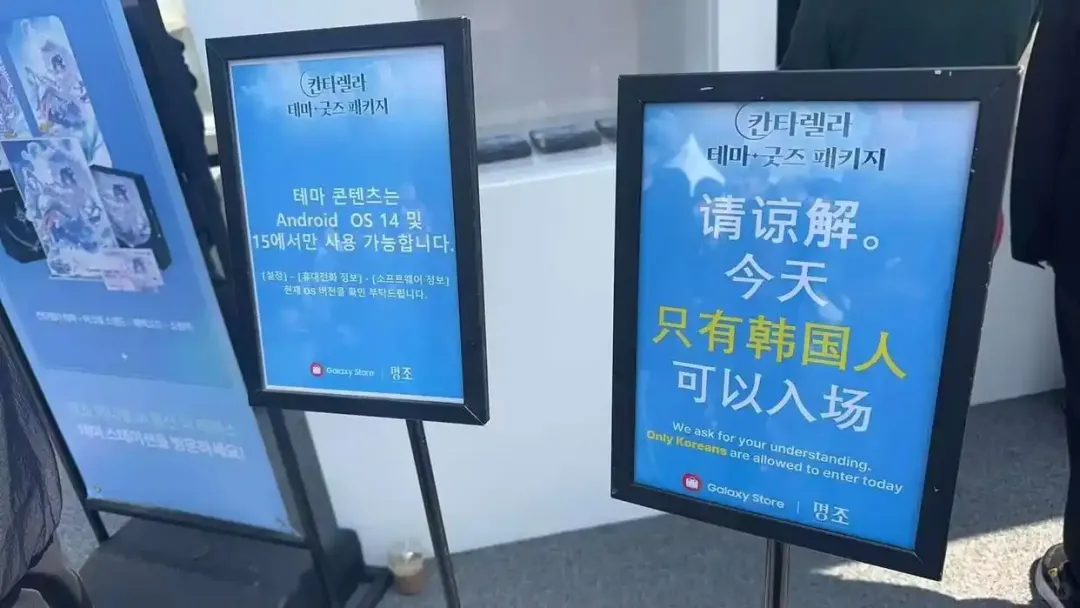 칸타렐라
테마·굿즈 패키지
테마 콘텐츠는
Android OS 14 및
15에서만 사용 가능합니다.
[설정] - [휴대전화 정보] - [소프트웨어 정보]
현재 OS 버전을 확인 부탁드립니다.
Galaxy Store | 명조
칸타렐라
테마·굿즈 패키지
请谅解。
今天
只有韩国人
可以入场
We ask for your understanding.
Only Koreans are allowed to enter today
Galaxy Store | 명조
방문하세요!